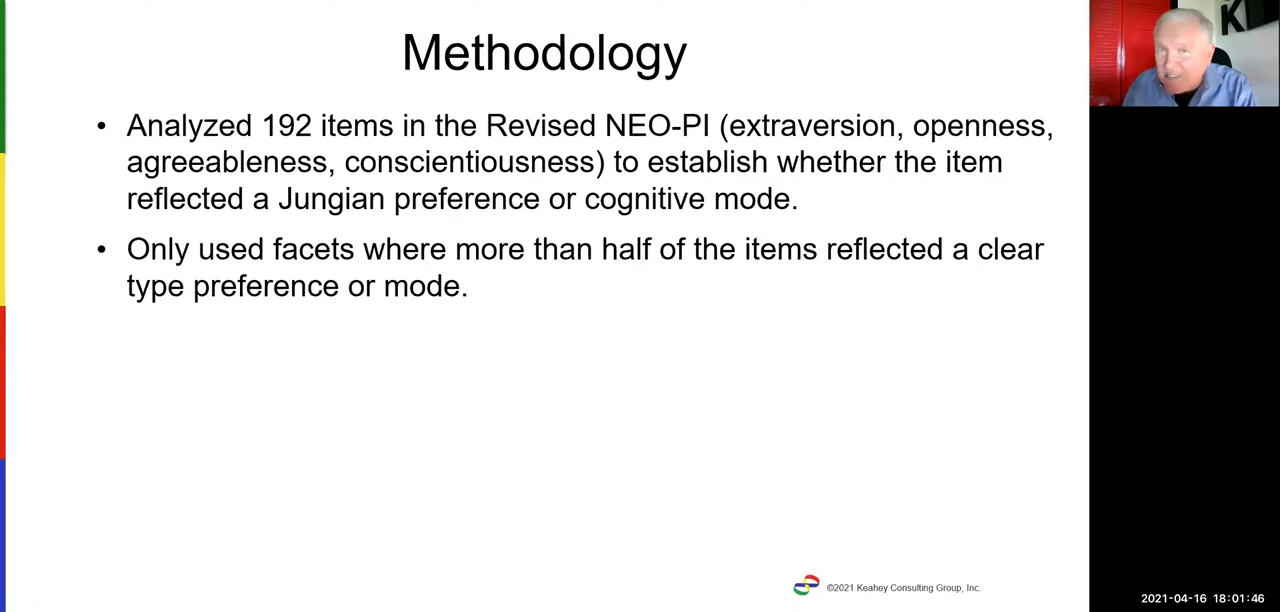 Methodology
• Analyzed 192 items in the Revised NEO-PI (extraversion, openness,
agreeableness, conscientiousness) to establish whether the item
reflected a Jungian preference or cognitive mode.
• Only used facets where more than half of the items reflected a clear
type preference or mode.
K
©2021 Keahey Consulting Group, Inc.
2021-04-16 18:01:46